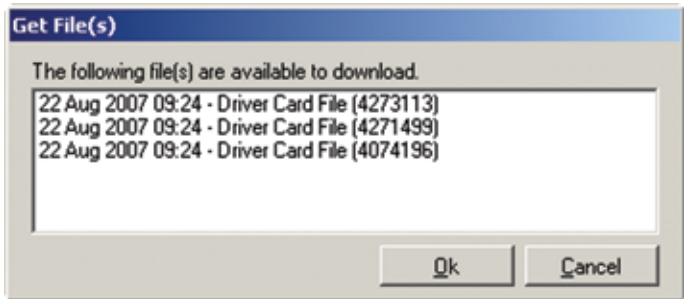 Get File(s)
The following file(s) are available to download.
22 Aug 2007 09:24 - Driver Card File (4273113)
22 Aug 2007 09:24 - Driver Card File (4271499)
22 Aug 2007 09:24 - Driver Card File (4074196)
Ok Cancel